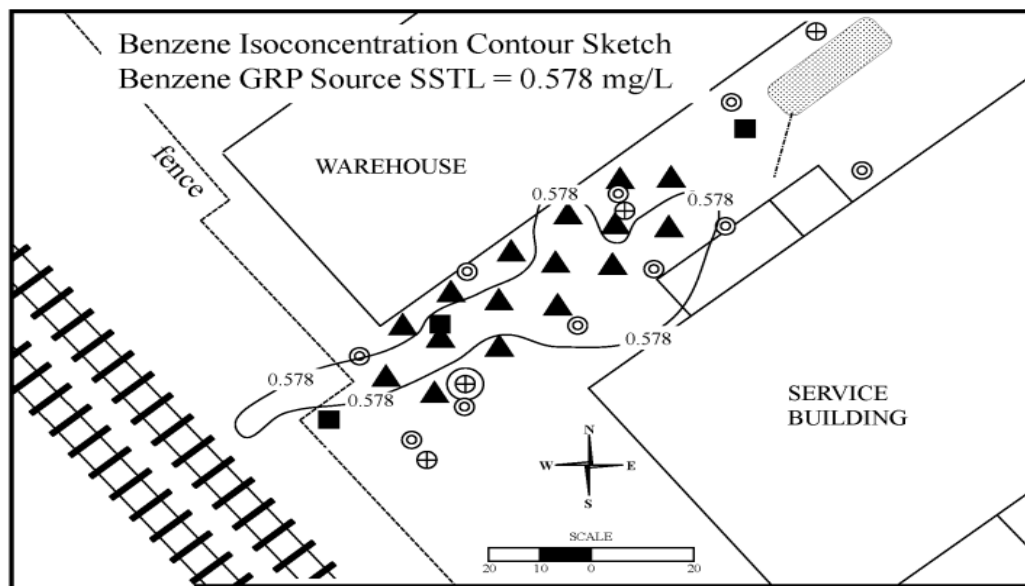 Benzene Isoconcentration Contour Sketch
Benzene GRP Source SSTL = 0.578 mg/L
fence
WAREHOUSE
0.578
0.578
0.578
0.578
0.578
SERVICE
BUILDING
N
W E
S
SCALE
20 10 0 20